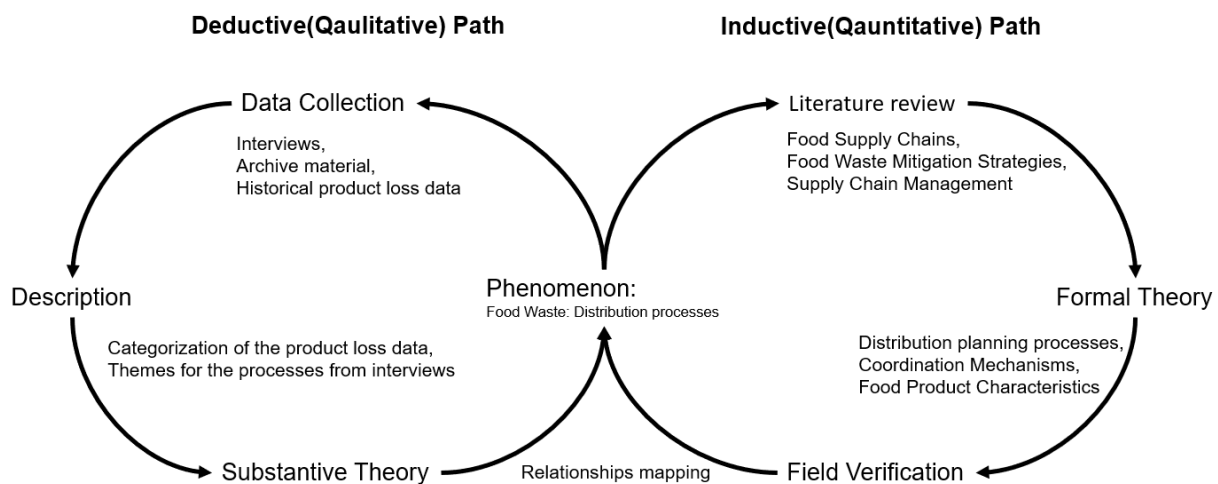 Deductive(Qaulitative) Path
Inductive(Qauntitative) Path
Data Collection
Interviews,
Archive material,
Historical product loss data
Literature review
Food Supply Chains,
Food Waste Mitigation Strategies,
Supply Chain Management
Description
Phenomenon:
Food Waste: Distribution processes
Formal Theory
Categorization of the product loss data,
Themes for the processes from interviews
Distribution planning processes,
Coordination Mechanisms,
Food Product Characteristics
Substantive Theory
Relationships mapping
Field Verification